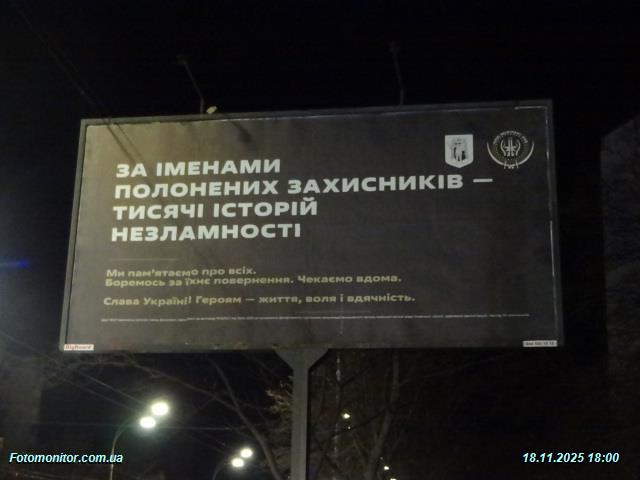 ЗА ІМЕНАМИ
ПОЛОНЕНИХ ЗАХИСНИКІВ —
ТИСЯЧІ ІСТОРІЙ
НЕЗЛАМНОСТІ
Ми пам'ятаємо про всіх.
Боремось за їхнє повернення. Чекаємо вдома.
Слава Україні! Героям — життя, воля і вдячність.
BigBoard
Fotomonitor.com.ua
18.11.2025 18:00